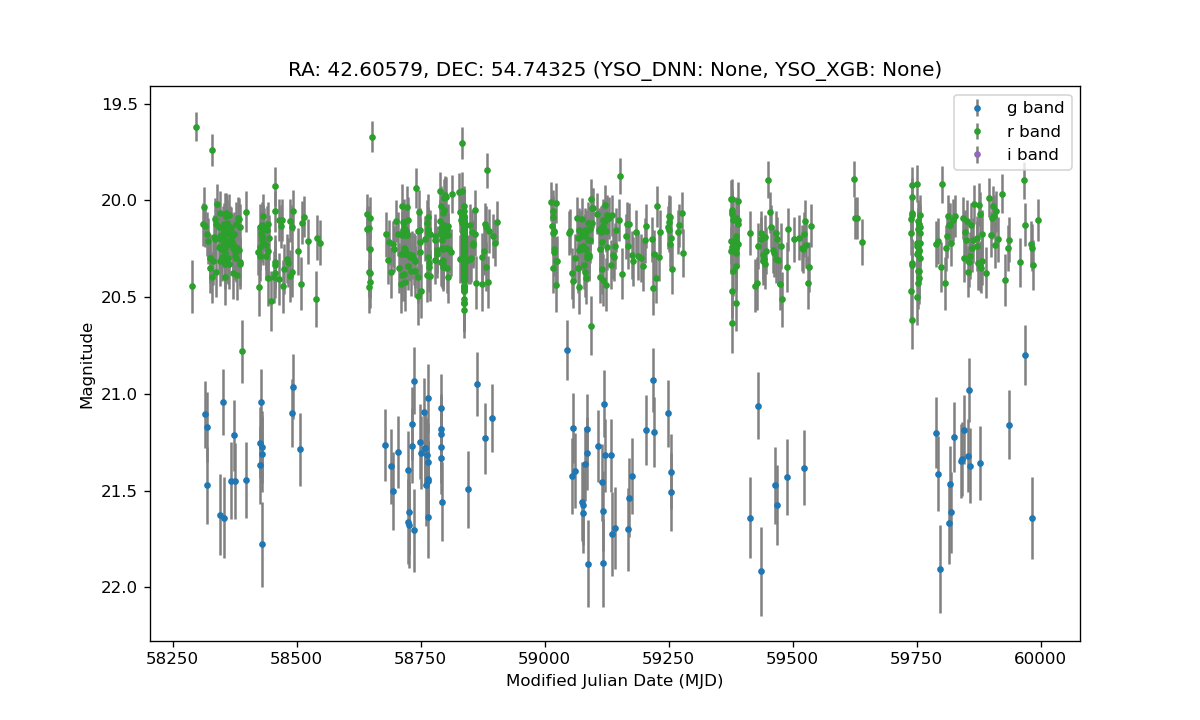 RA: 42.60579, DEC: 54.74325 (YSO_DNN: None, YSO_XGB: None)
g band
r band
i band
19.5
20.0
20.5
21.0
21.5
22.0
Magnitude
58250 58500 58750 59000 59250 59500 59750 60000
Modified Julian Date (MJD)